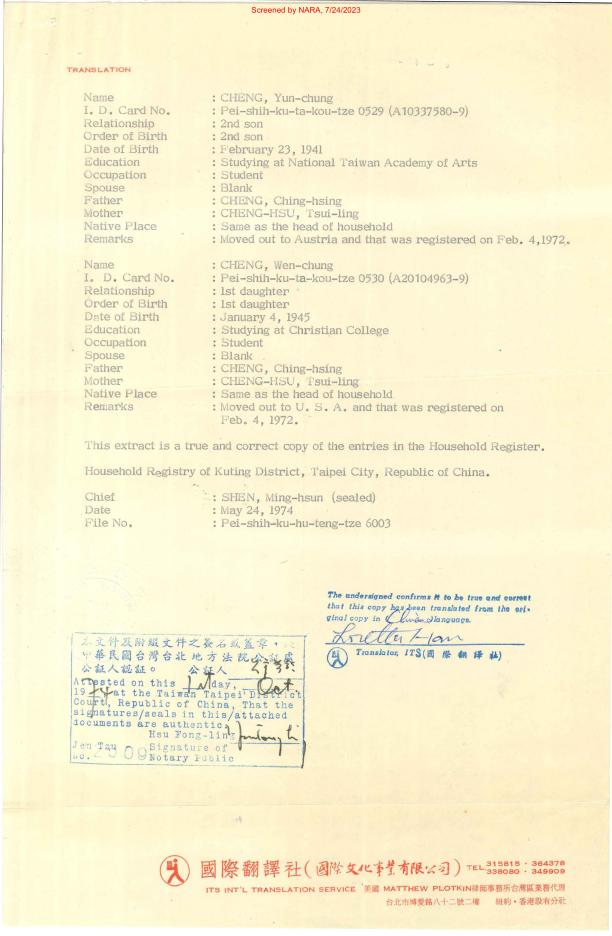 Screened by NARA, 7/24/2023
TRANSLATION
Name : CHENG, Yun-chung
I. D. Card No. : Pei-shih-ku-ta-kou-tze 0529 (A10337580-9)
Relationship : 2nd son
Order of Birth : 2nd son
Date of Birth : February 23, 1941
Education : Studying at National Taiwan Academy of Arts
Occupation : Student
Spouse : Blank
Father : CHENG, Ching-hsing
Mother : CHENG-HSU, Tsui-ling
Native Place : Same as the head of household
Remarks : Moved out to Austria and that was registered on Feb. 4,1972.
Name : CHENG, Wen-chung
I. D. Card No. : Pei-shih-ku-ta-kou-tze 0530 (A20104963-9)
Relationship : 1st daughter
Order of Birth : 1st daughter
Date of Birth : January 4, 1945
Education : Studying at Christian College
Occupation : Student
Spouse : Blank
Father : CHENG, Ching-hsing
Mother : CHENG-HSU, Tsui-ling
Native Place : Same as the head of household
Remarks : Moved out to U. S. A. and that was registered on
Feb. 4, 1972.
This extract is a true and correct copy of the entries in the Household Register.
Household Registry of Kuting District, Taipei City, Republic of China.
Chief : SHEN, Ming-hsun (sealed)
Date : May 24, 1974
File No. : Pei-shih-ku-hu-teng-tze 6003
The undersigned confirms it to be true and correct
that this copy has been translated from the ori-
ginal copy in Chinese language.
Loretta
Translator, ITS(國際翻譯社)
本文件及附組文件之簽名或蓋章，
中華民國台灣台北地方法院公証處
公証人認証。 公証人
Attested on this 1st day, Oct.
1974 at the Taiwan Taipei District
Court, Republic of China, That the
signatures/seals in this/attached
documents are authentic.
Hsu Fong-ling
Jen Tzu Signature of
No. 09 Notary Public
國際翻譯社(國際文化事業有限公司) TEL 315815・364378
338080・349909
ITS INT'L TRANSLATION SERVICE 美國 MATTHEW PLOTKIN律師事務所台灣區業務代理
台北市博愛路八十二號二樓 紐約・香港設有分社